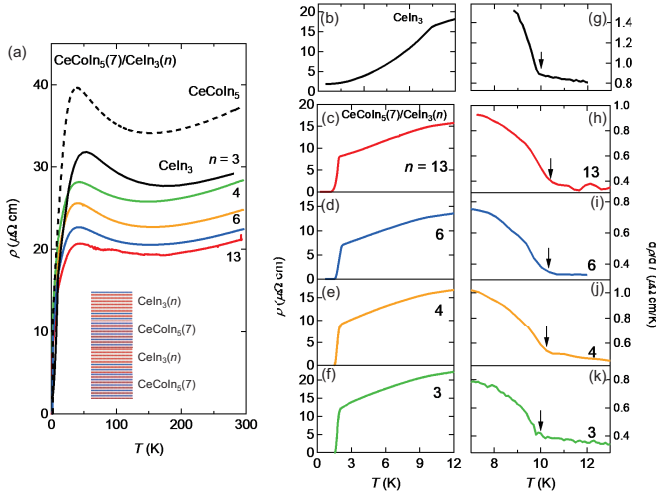 (a)
CeCoIn5(7)/CeIn3(n)
CeCoIn5
CeIn3
n = 3
4
6
13
CeIn3(n)
CeCoIn5(7)
CeIn3(n)
CeCoIn5(7)
40
30
20
10
0
0 100 200 300
ρ (μΩ cm)
T (K)
(b)
CeIn3
20
10
0
(c)
CeCoIn5(7)/CeIn3(n)
n = 13
20
15
10
5
0
(d)
6
15
10
5
0
(e)
4
15
10
5
0
(f)
3
20
15
10
5
0
0 3 6 9 12
ρ (μΩ cm)
T (K)
(g)
1.4
1.2
1.0
0.8
(h)
13
1.0
0.8
0.6
0.4
(i)
6
0.8
0.6
0.4
(j)
4
1.0
0.8
0.6
(k)
3
0.8
0.6
0.4
8 10 12
dρ/dT (μΩ cm/K)
T (K)